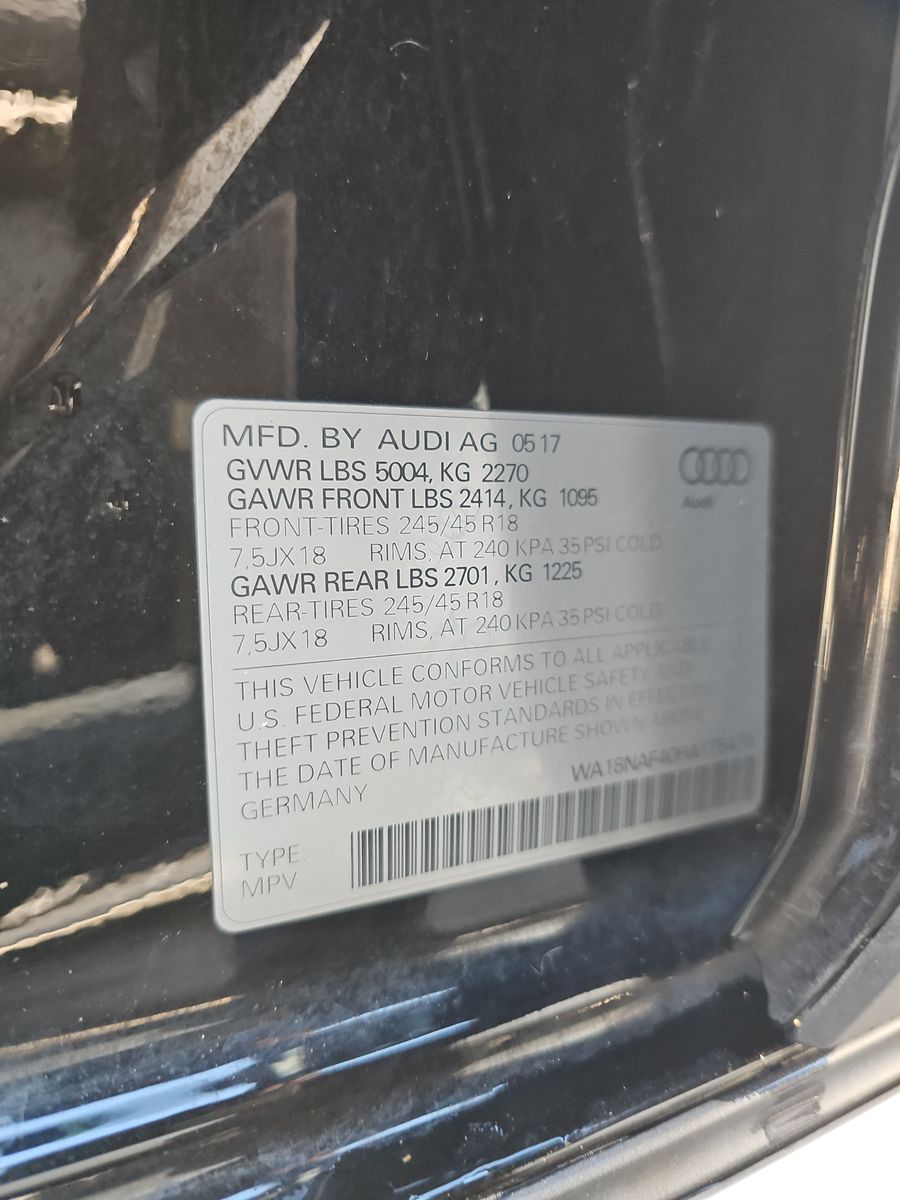 MFD. BY AUDI AG 05 17
GVWR LBS 5004, KG 2270
GAWR FRONT LBS 2414, KG 1095
FRONT-TIRES 245/45 R18
7,5JX18 RIMS, AT 240 KPA 35 PSI COLD
GAWR REAR LBS 2701, KG 1225
REAR-TIRES 245/45 R18
7,5JX18 RIMS, AT 240 KPA 35 PSI COLD
Audi
THIS VEHICLE CONFORMS TO ALL APPLICABLE
U.S. FEDERAL MOTOR VEHICLE SAFETY AND
THEFT PREVENTION STANDARDS IN EFFECT ON
THE DATE OF MANUFACTURE SHOWN ABOVE
GERMANY
TYPE:
MPV